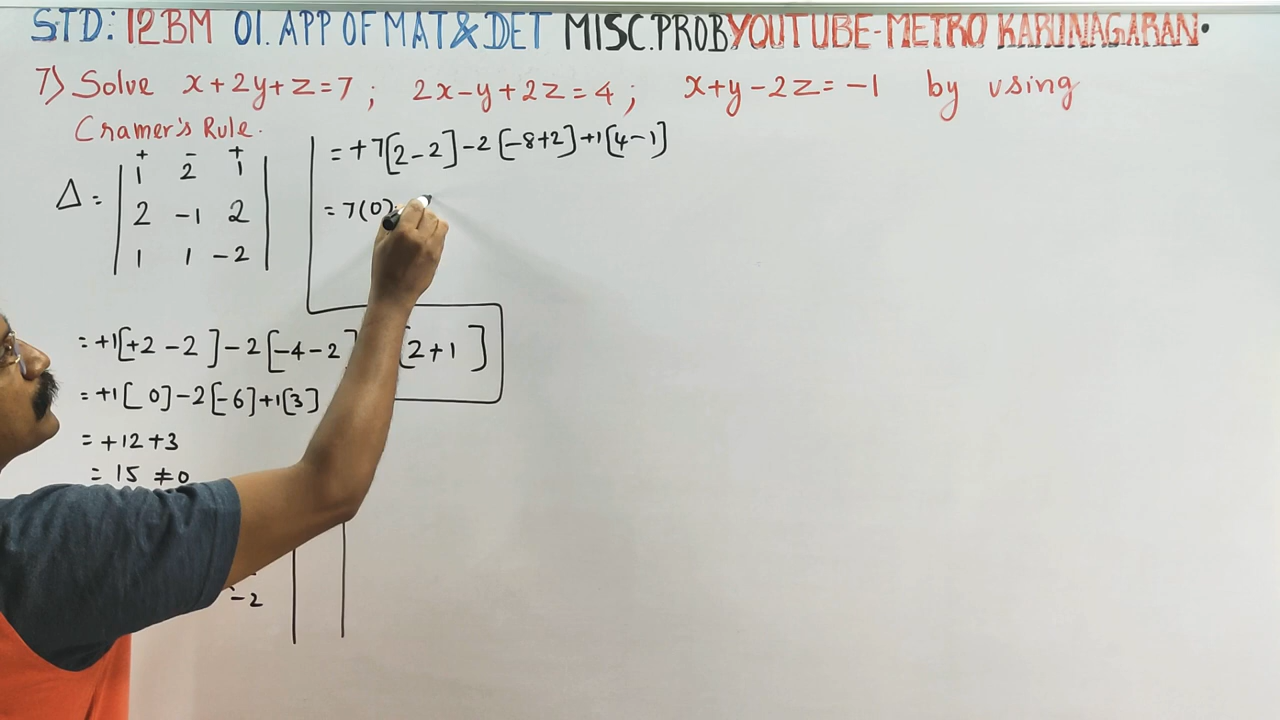 STD: 12BM 01. APP OF MAT & DET MISC.PROB YOUTUBE-METRO KARUNAGARAN.
7) Solve x+2y+z=7 ; 2x-y+2z=4 ; x+y-2z=-1 by using
Cramer's Rule.
+ - +
Δ = | 1 2 1 |
| 2 -1 2 |
| 1 1 -2 |
= +1[+2-2]-2[-4-2] [2+1]
= +1[0]-2[-6]+1[3]
= +12+3
= 15 ≠0
-2
= +7[2-2]-2[-8+2]+1[4-1]
= 7(0)